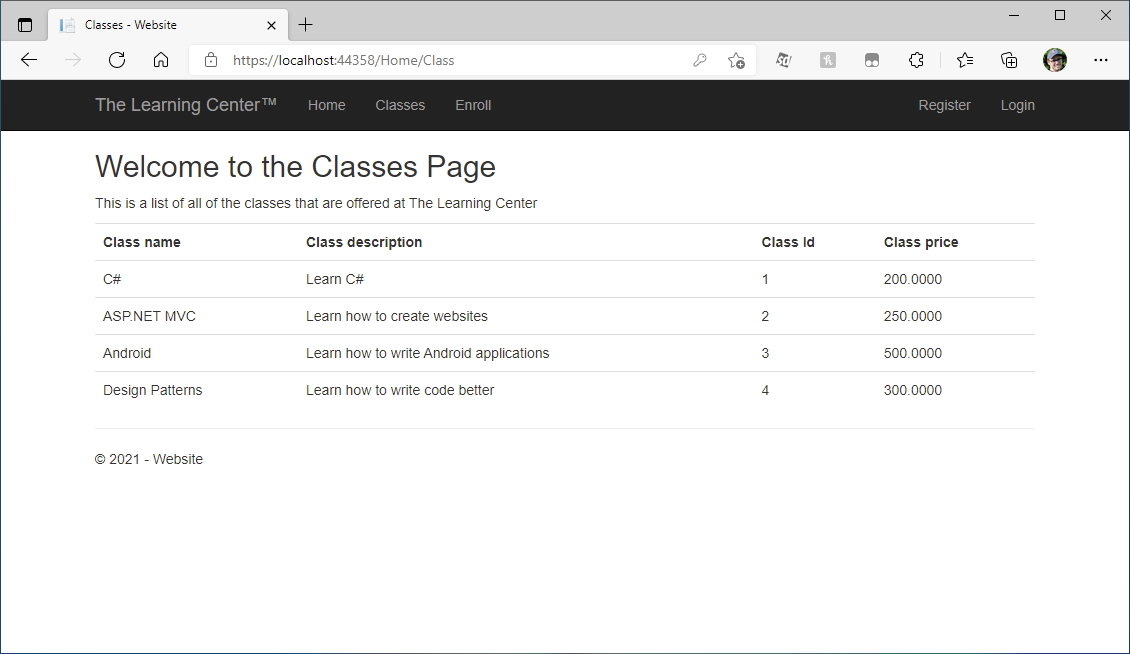 Classes - Website
https://localhost:44358/Home/Class
The Learning Center™ Home Classes Enroll Register Login
Welcome to the Classes Page
This is a list of all of the classes that are offered at The Learning Center
Class name Class description Class Id Class price
C# Learn C# 1 200.0000
ASP.NET MVC Learn how to create websites 2 250.0000
Android Learn how to write Android applications 3 500.0000
Design Patterns Learn how to write code better 4 300.0000
© 2021 - Website